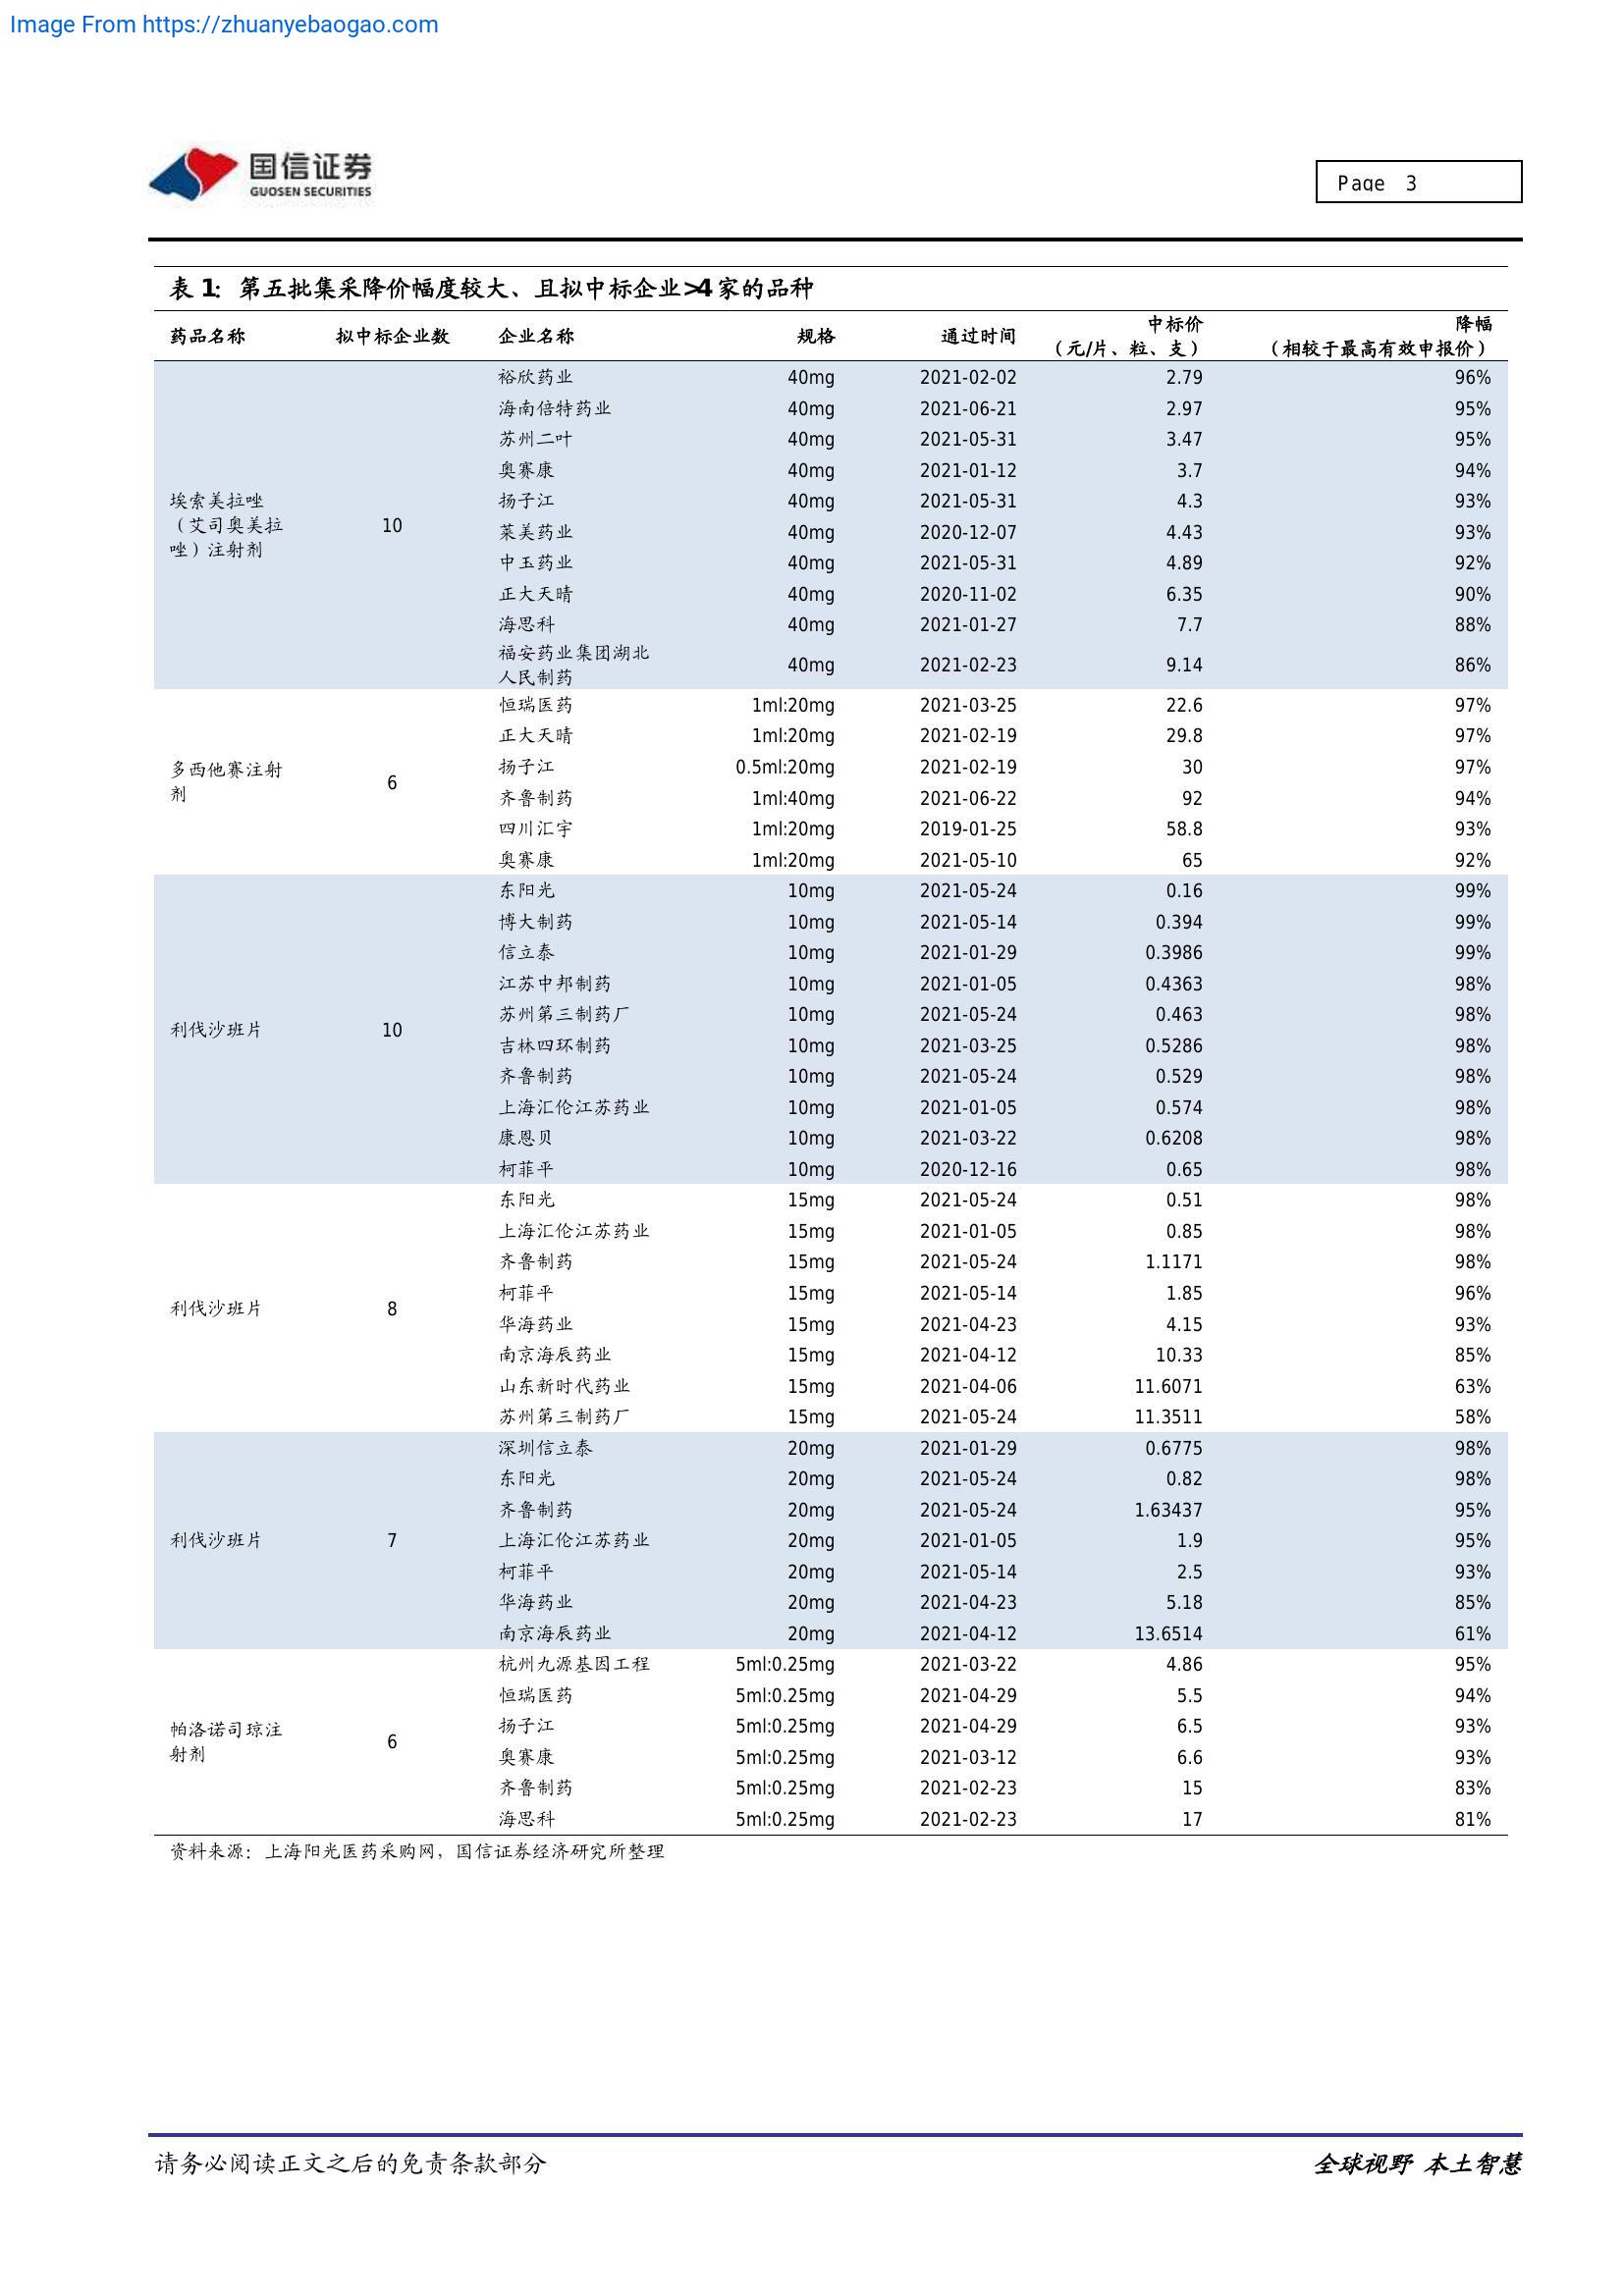 Image From https://zhuanyebaogao.com
国信证券
GUOSEN SECURITIES
Page 3
表 1：第五批集采降价幅度较大、且拟中标企业>4 家的品种
药品名称 拟中标企业数 企业名称 规格 通过时间 中标价（元/片、粒、支） 降幅（相较于最高有效申报价）
埃索美拉唑（艾司奥美拉唑）注射剂 10 裕欣药业 40mg 2021-02-02 2.79 96%
海南倍特药业 40mg 2021-06-21 2.97 95%
苏州二叶 40mg 2021-05-31 3.47 95%
奥赛康 40mg 2021-01-12 3.7 94%
扬子江 40mg 2021-05-31 4.3 93%
莱美药业 40mg 2020-12-07 4.43 93%
中玉药业 40mg 2021-05-31 4.89 92%
正大天晴 40mg 2020-11-02 6.35 90%
海思科 40mg 2021-01-27 7.7 88%
福安药业集团湖北人民制药 40mg 2021-02-23 9.14 86%
多西他赛注射剂 6 恒瑞医药 1ml:20mg 2021-03-25 22.6 97%
正大天晴 1ml:20mg 2021-02-19 29.8 97%
扬子江 0.5ml:20mg 2021-02-19 30 97%
齐鲁制药 1ml:40mg 2021-06-22 92 94%
四川汇宇 1ml:20mg 2019-01-25 58.8 93%
奥赛康 1ml:20mg 2021-05-10 65 92%
利伐沙班片 10 东阳光 10mg 2021-05-24 0.16 99%
博大制药 10mg 2021-05-14 0.394 99%
信立泰 10mg 2021-01-29 0.3986 99%
江苏中邦制药 10mg 2021-01-05 0.4363 98%
苏州第三制药厂 10mg 2021-05-24 0.463 98%
吉林四环制药 10mg 2021-03-25 0.5286 98%
齐鲁制药 10mg 2021-05-24 0.529 98%
上海汇伦江苏药业 10mg 2021-01-05 0.574 98%
康恩贝 10mg 2021-03-22 0.6208 98%
柯菲平 10mg 2020-12-16 0.65 98%
利伐沙班片 8 东阳光 15mg 2021-05-24 0.51 98%
上海汇伦江苏药业 15mg 2021-01-05 0.85 98%
齐鲁制药 15mg 2021-05-24 1.1171 98%
柯菲平 15mg 2021-05-14 1.85 96%
华海药业 15mg 2021-04-23 4.15 93%
南京海辰药业 15mg 2021-04-12 10.33 85%
山东新时代药业 15mg 2021-04-06 11.6071 63%
苏州第三制药厂 15mg 2021-05-24 11.3511 58%
利伐沙班片 7 深圳信立泰 20mg 2021-01-29 0.6775 98%
东阳光 20mg 2021-05-24 0.82 98%
齐鲁制药 20mg 2021-05-24 1.63437 95%
上海汇伦江苏药业 20mg 2021-01-05 1.9 95%
柯菲平 20mg 2021-05-14 2.5 93%
华海药业 20mg 2021-04-23 5.18 85%
南京海辰药业 20mg 2021-04-12 13.6514 61%
帕洛诺司琼注射剂 6 杭州九源基因工程 5ml:0.25mg 2021-03-22 4.86 95%
恒瑞医药 5ml:0.25mg 2021-04-29 5.5 94%
扬子江 5ml:0.25mg 2021-04-29 6.5 93%
奥赛康 5ml:0.25mg 2021-03-12 6.6 93%
齐鲁制药 5ml:0.25mg 2021-02-23 15 83%
海思科 5ml:0.25mg 2021-02-23 17 81%
资料来源：上海阳光医药采购网，国信证券经济研究所整理
请务必阅读正文之后的免责条款部分
全球视野 本土智慧